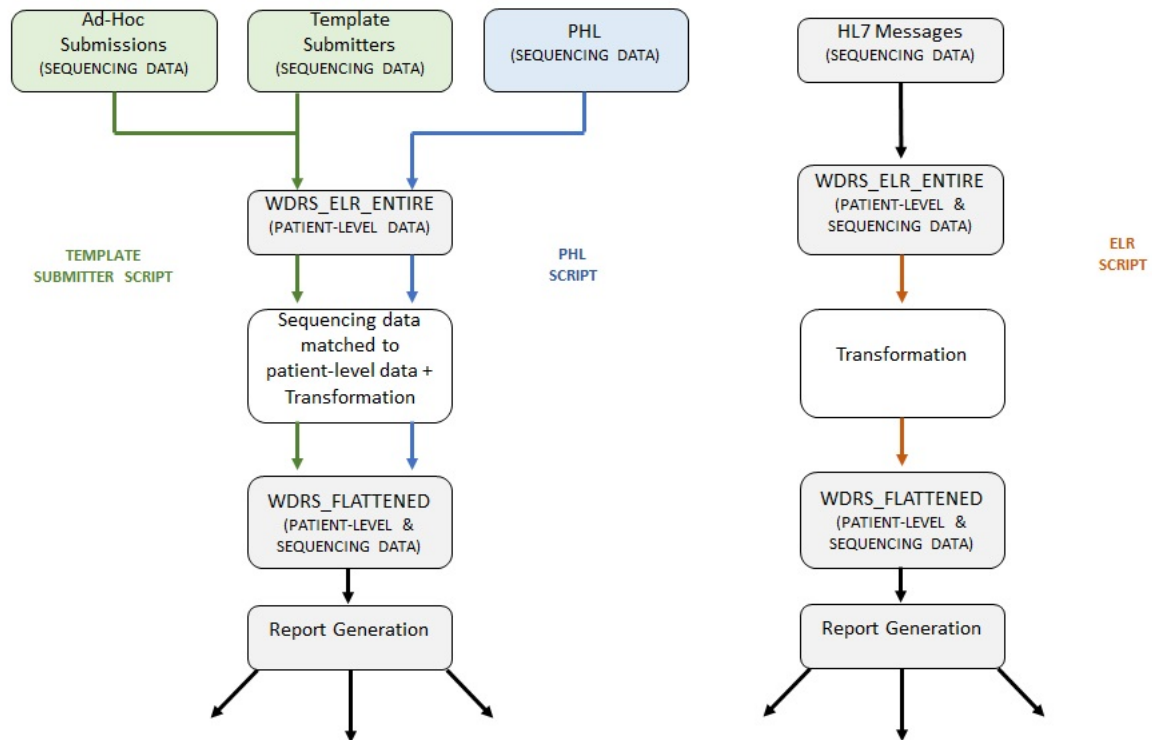 Ad-Hoc
Submissions
(SEQUENCING DATA)
Template
Submitters
(SEQUENCING DATA)
PHL
(SEQUENCING DATA)
HL7 Messages
(SEQUENCING DATA)
WDRS_ELR_ENTIRE
(PATIENT-LEVEL DATA)
WDRS_ELR_ENTIRE
(PATIENT-LEVEL &
SEQUENCING DATA)
TEMPLATE
SUBMITTER SCRIPT
PHL
SCRIPT
ELR
SCRIPT
Sequencing data
matched to
patient-level data +
Transformation
Transformation
WDRS_FLATTENED
(PATIENT-LEVEL &
SEQUENCING DATA)
WDRS_FLATTENED
(PATIENT-LEVEL &
SEQUENCING DATA)
Report Generation
Report Generation